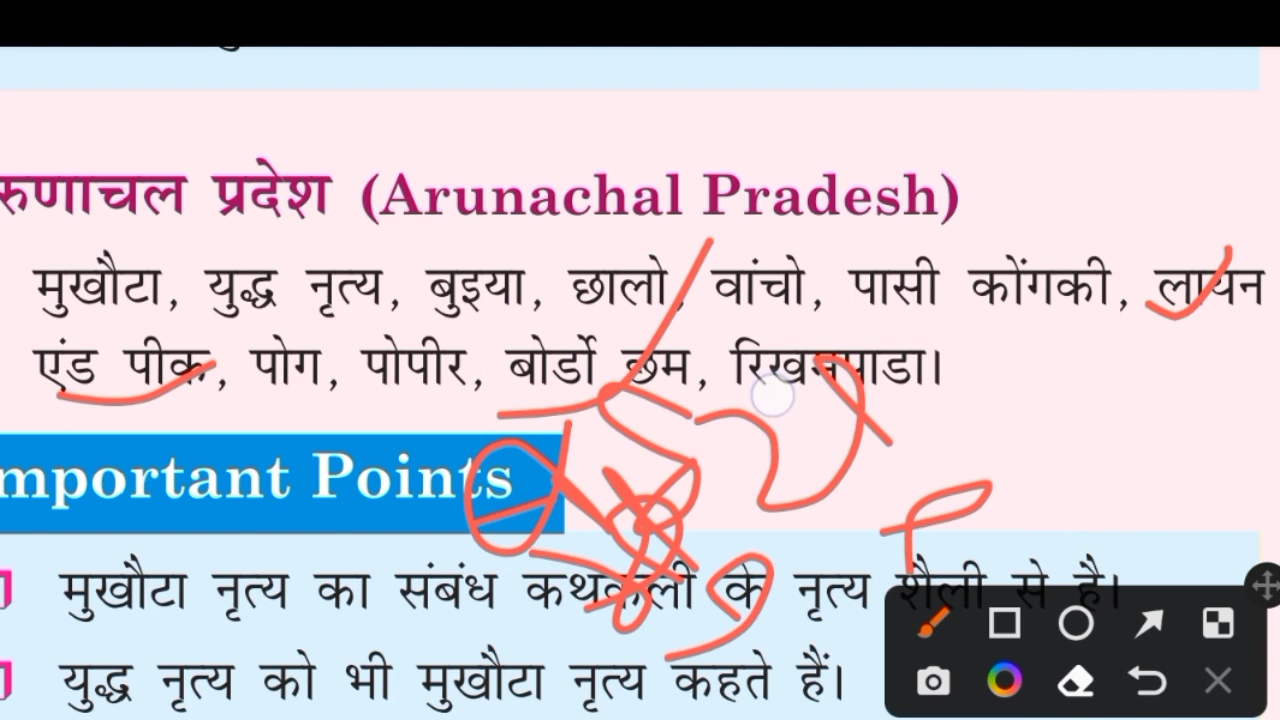 रुणाचल प्रदेश (Arunachal Pradesh)
मुखौटा, युद्ध नृत्य, बुइया, छालो, वांचो, पासी कोंगकी, लायन
एंड पीक, पोग, पोपीर, बोर्डो छम, रिखमपाडा।
mportant Points
मुखौटा नृत्य का संबंध कथकली के नृत्य शैली से है।
युद्ध नृत्य को भी मुखौटा नृत्य कहते हैं।